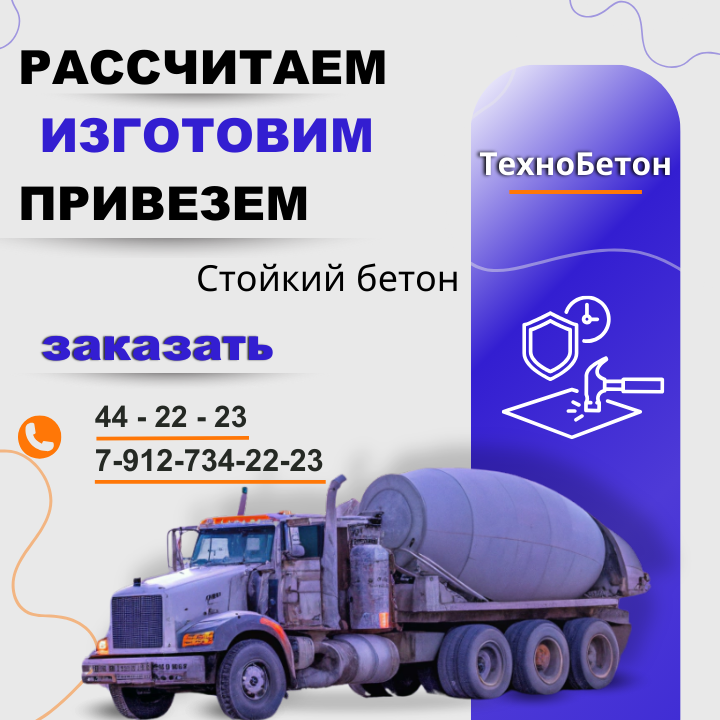 РАССЧИТАЕМ
ИЗГОТОВИМ
ПРИВЕЗЕМ
ТехноБетон
Стойкий бетон
заказать
44 - 22 - 23
7-912-734-22-23